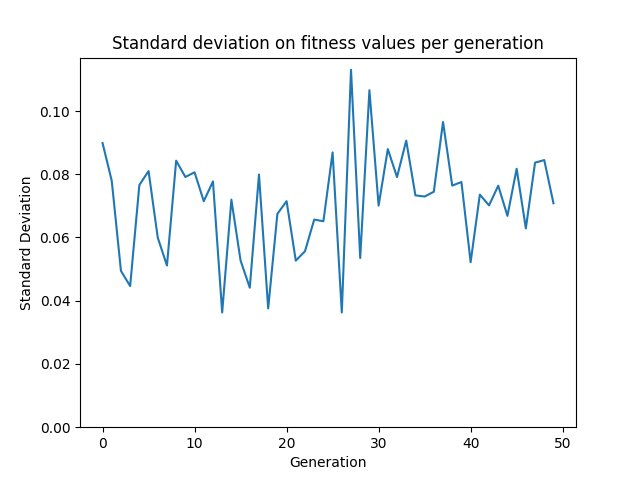 Standard deviation on fitness values per generation
0.10
0.08
0.06
0.04
0.02
0.00
Standard Deviation
0 10 20 30 40 50
Generation